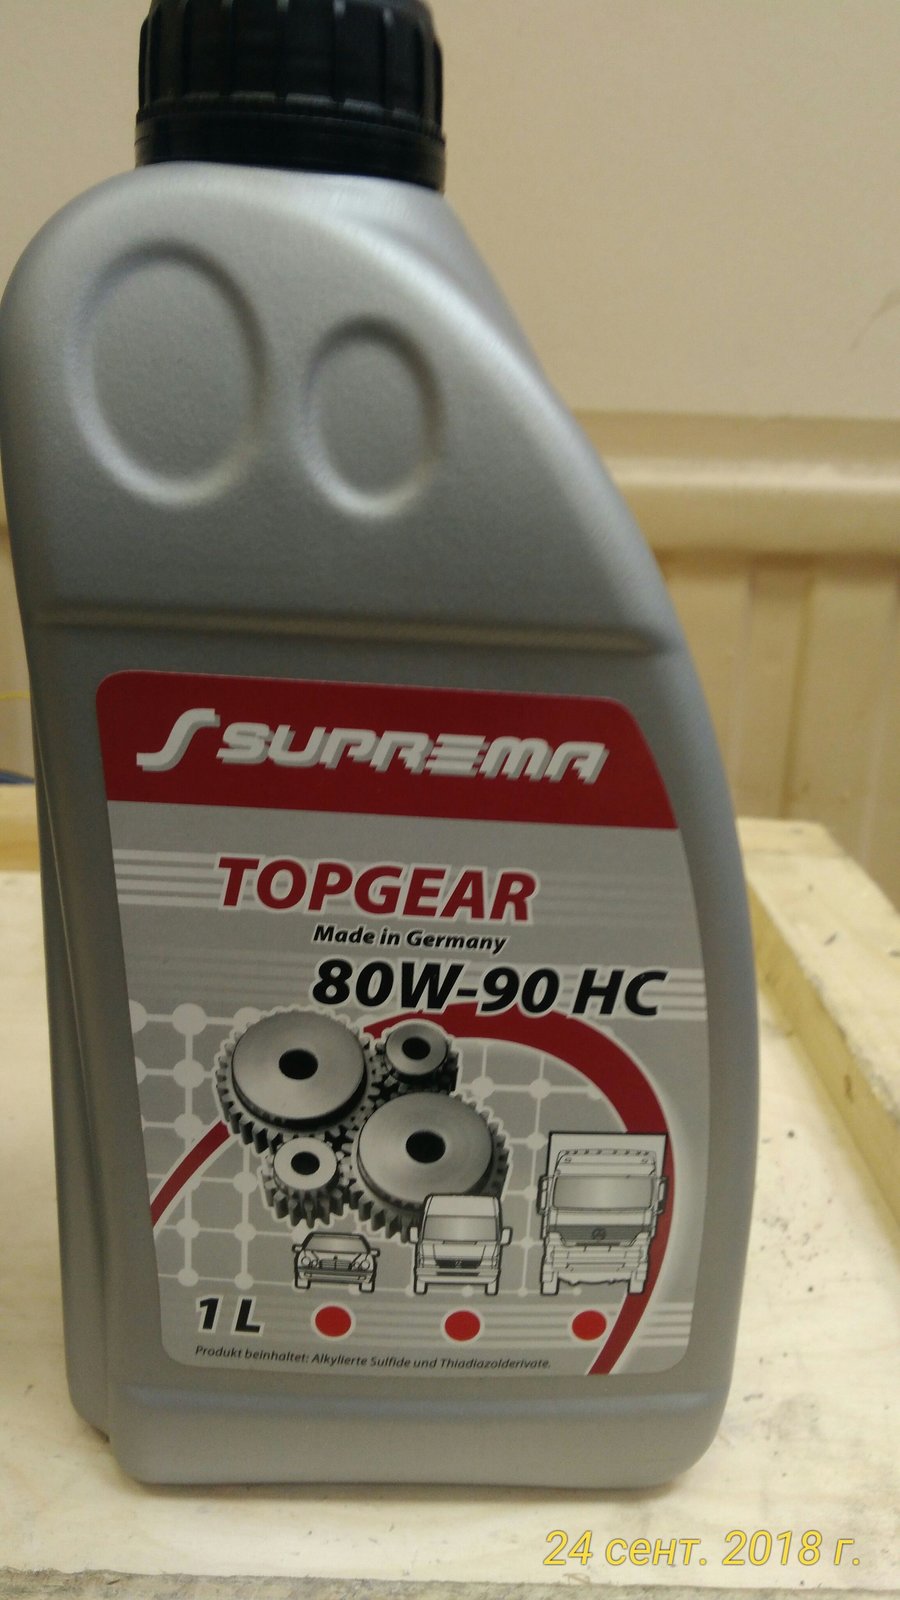 SUPREMA
TOPGEAR
Made in Germany
80W-90 HC
1 L
Produkt beinhaltet: Alkylierte Sulfide und Thiadiazolderivate.
24 сент. 2018 г.